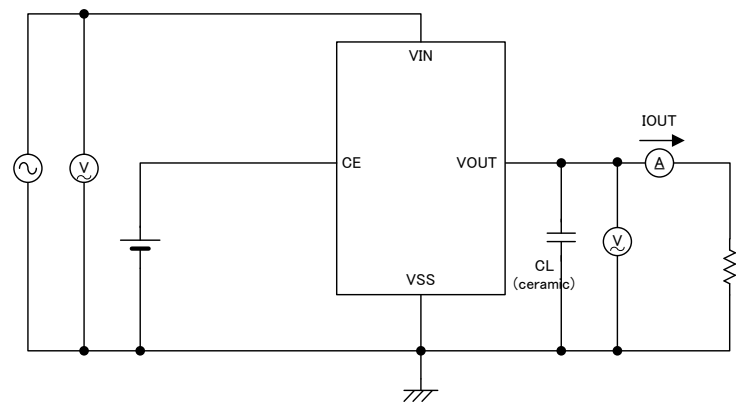 VIN
IOUT
V
CE
VOUT
A
V
VSS
CL
(ceramic)